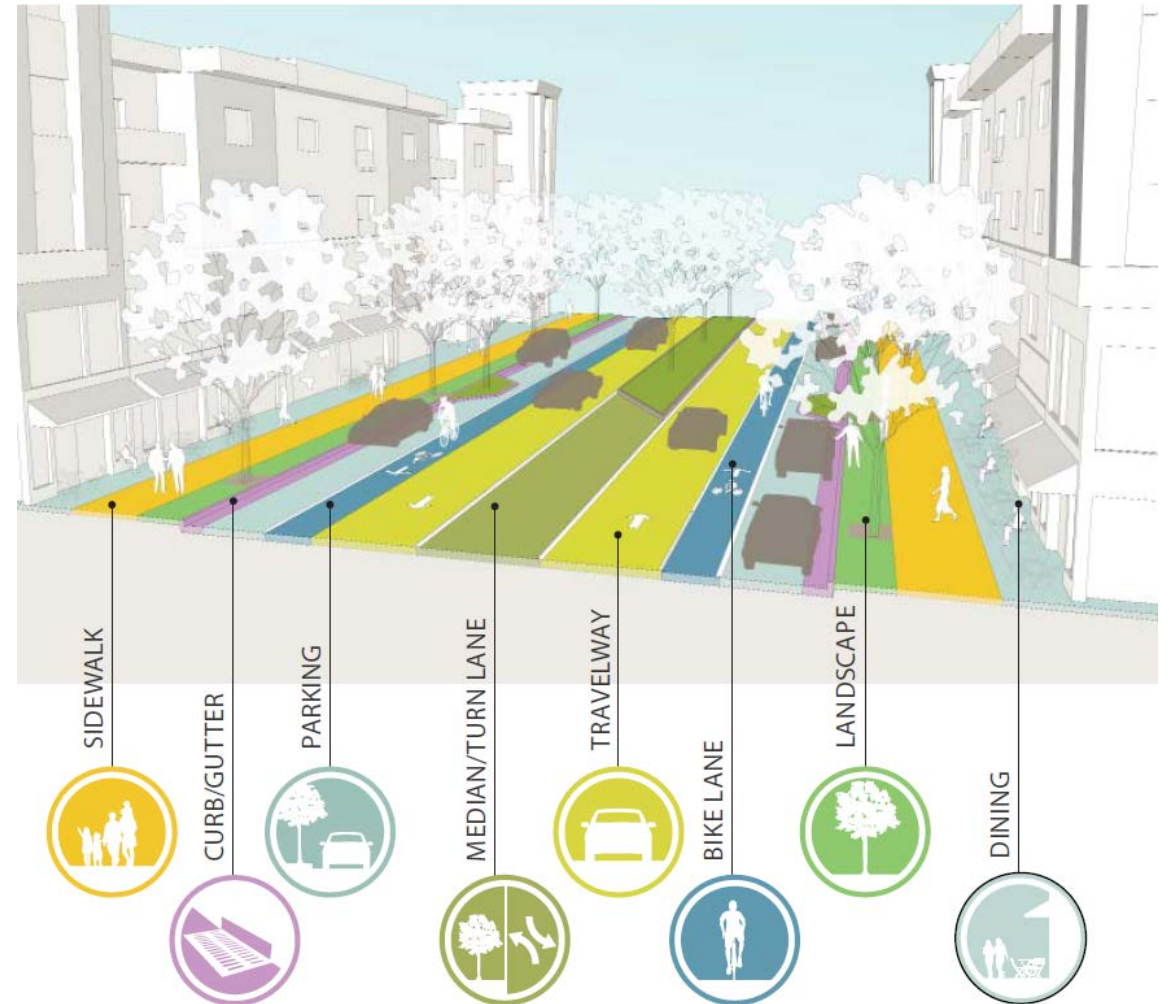 SIDEWALK
CURB/GUTTER
PARKING
MEDIAN/TURN LANE
TRAVELWAY
BIKE LANE
LANDSCAPE
DINING